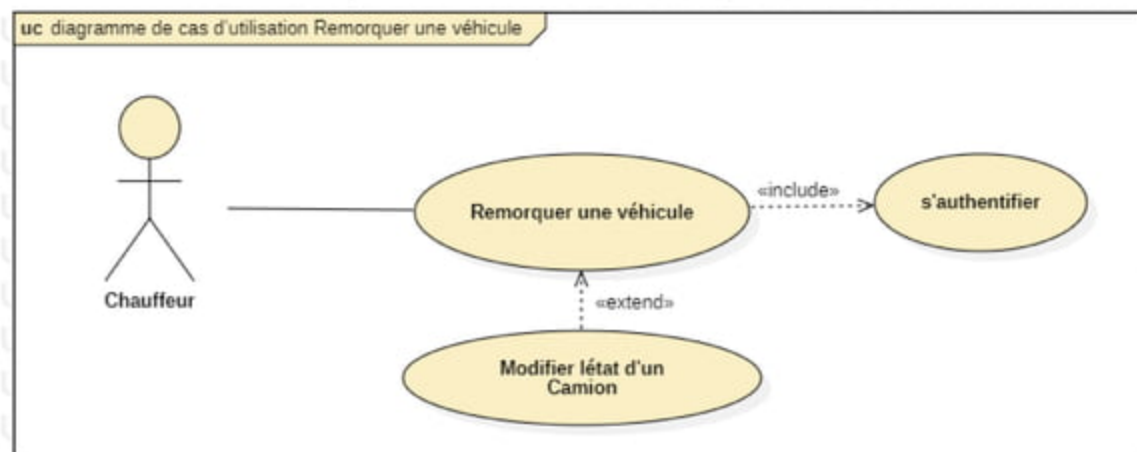 uc diagramme de cas d'utilisation Remorquer une véhicule
Remorquer une véhicule
«include»
s'authentifier
Chauffeur
«extend»
Modifier létat d'un
Camion